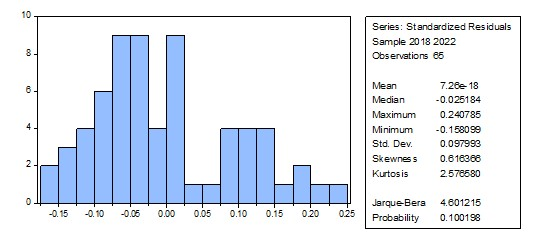 10
8
6
4
2
0
-0.15 -0.10 -0.05 0.00 0.05 0.10 0.15 0.20 0.25
Series: Standardized Residuals
Sample 2018 2022
Observations 65
Mean 7.26e-18
Median -0.025184
Maximum 0.240785
Minimum -0.158099
Std. Dev. 0.097993
Skewness 0.616366
Kurtosis 2.576580
Jarque-Bera 4.601215
Probability 0.100198